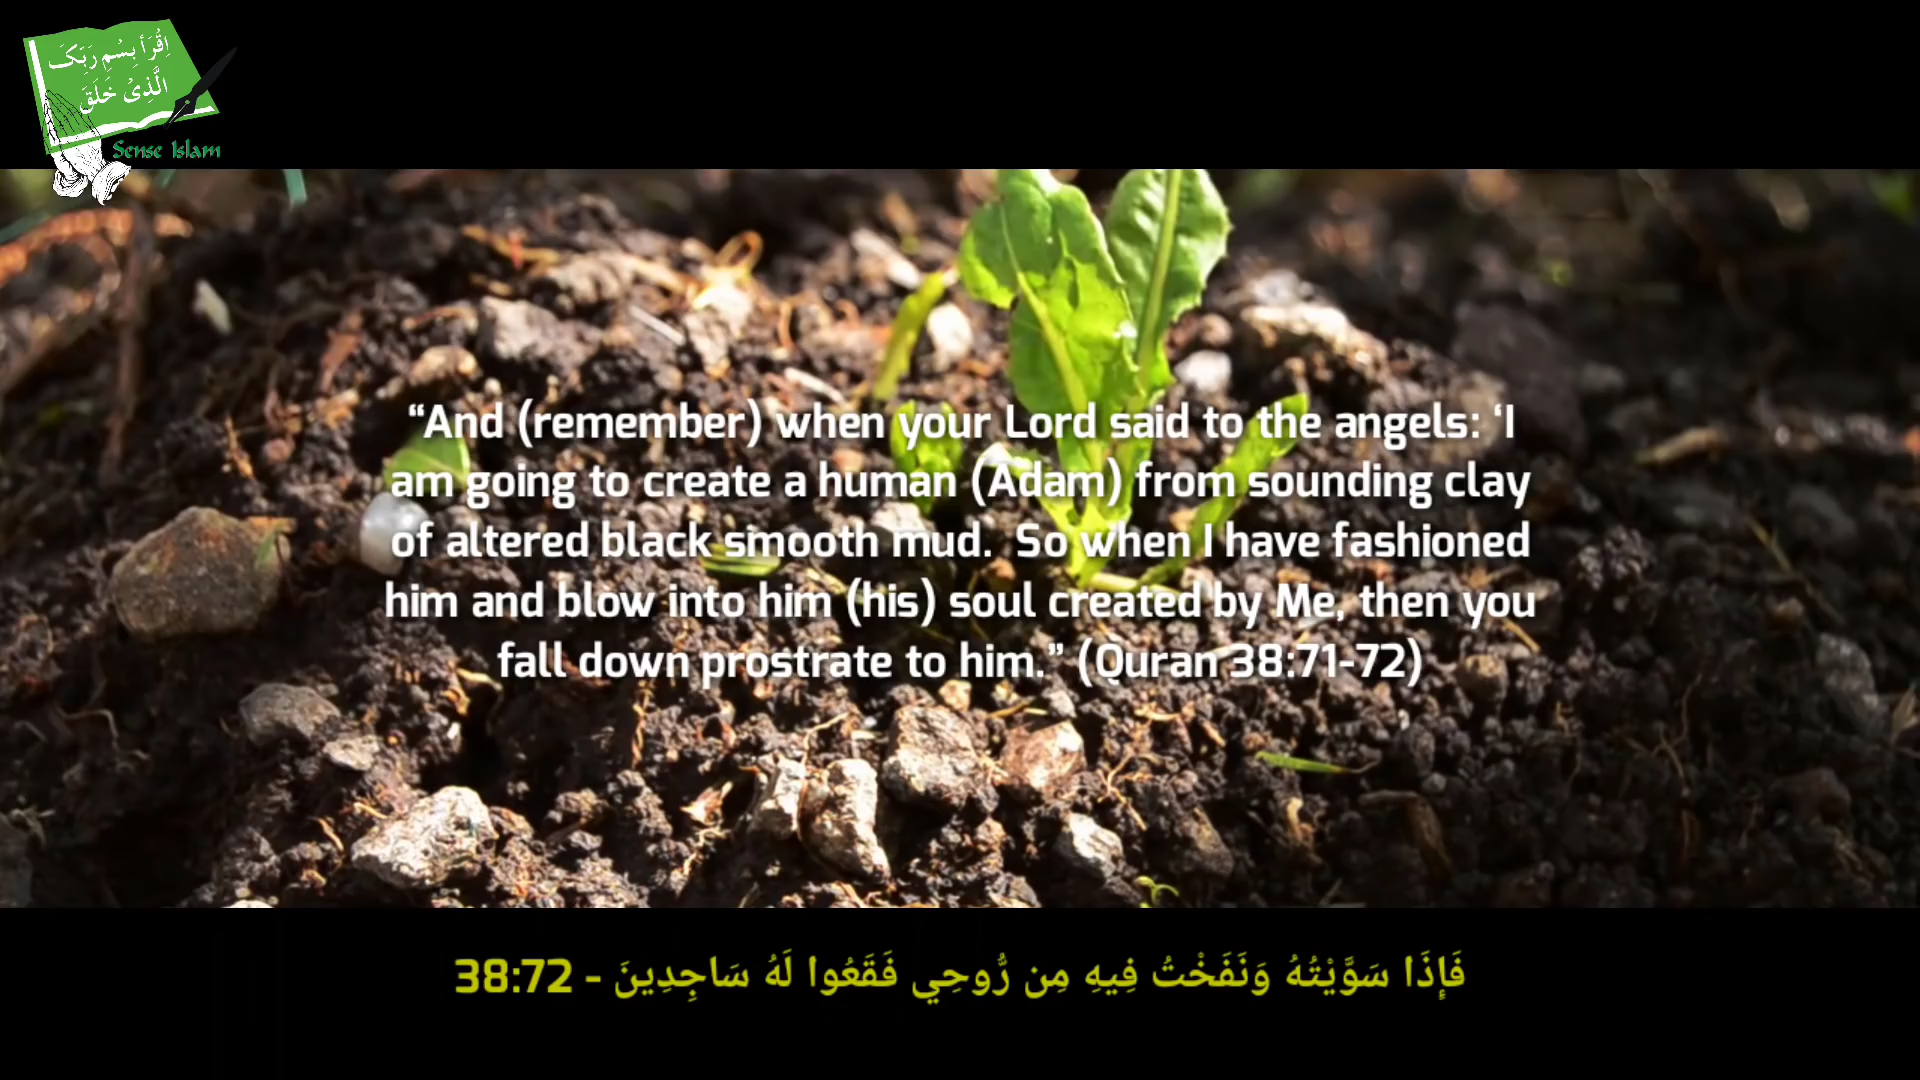 اِقْرَأْ بِسْمِ رَبِّكَ
الَّذِیْ خَلَقَ
Sense Islam
“And (remember) when your Lord said to the angels: ‘I
am going to create a human (Adam) from sounding clay
of altered black smooth mud.  So when I have fashioned
him and blow into him (his) soul created by Me, then you
fall down prostrate to him.” (Quran 38:71-72)
فَإِذَا سَوَّيْتُهُ وَنَفَخْتُ فِيهِ مِن رُّوحِي فَقَعُوا لَهُ سَاجِدِينَ - 38:72